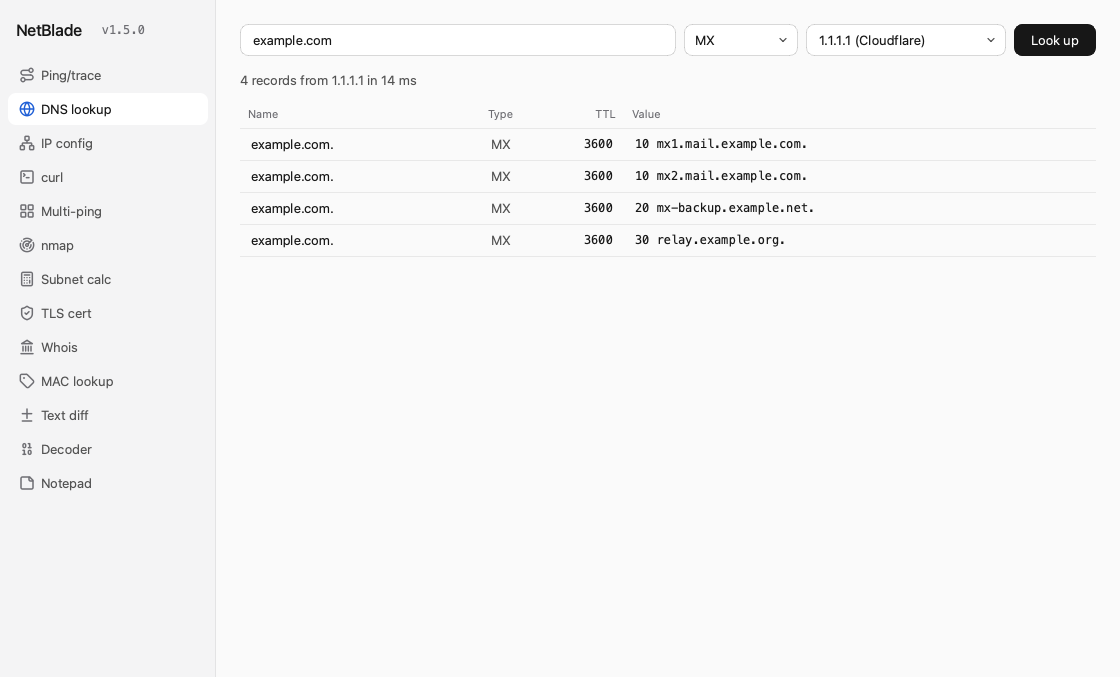 NetBlade v1.5.0
Ping/trace
DNS lookup
IP config
curl
Multi-ping
nmap
Subnet calc
TLS cert
Whois
MAC lookup
Text diff
Decoder
Notepad
example.com MX 1.1.1.1 (Cloudflare) Look up
4 records from 1.1.1.1 in 14 ms
Name Type TTL Value
example.com. MX 3600 10 mx1.mail.example.com.
example.com. MX 3600 10 mx2.mail.example.com.
example.com. MX 3600 20 mx-backup.example.net.
example.com. MX 3600 30 relay.example.org.